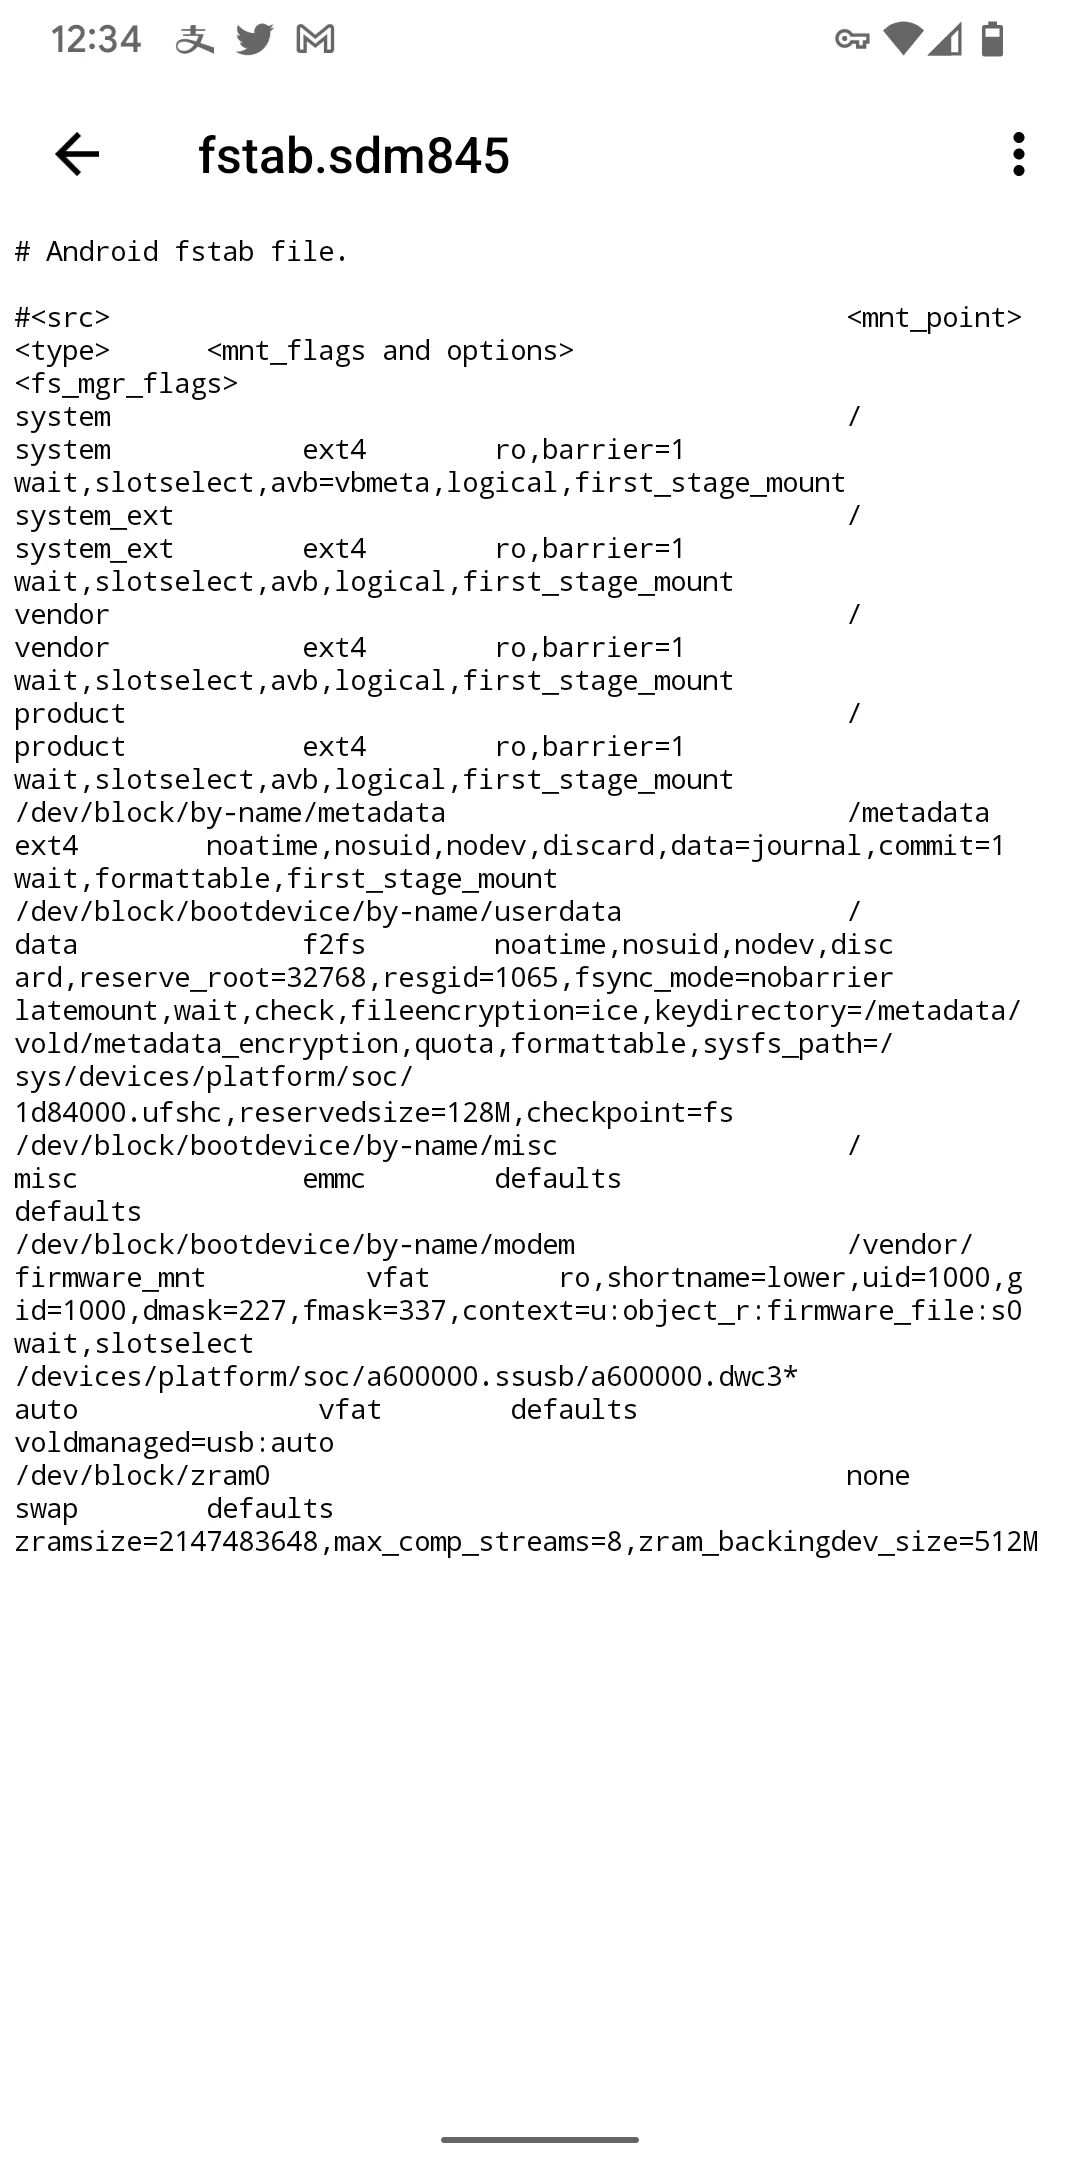 12:34
fstab.sdm845
# Android fstab file.
#<src> <mnt_point>
<type> <mnt_flags and options>
<fs_mgr_flags>
system /
system ext4 ro,barrier=1
wait,slotselect,avb=vbmeta,logical,first_stage_mount
system_ext /
system_ext ext4 ro,barrier=1
wait,slotselect,avb,logical,first_stage_mount
vendor /
vendor ext4 ro,barrier=1
wait,slotselect,avb,logical,first_stage_mount
product /
product ext4 ro,barrier=1
wait,slotselect,avb,logical,first_stage_mount
/dev/block/by-name/metadata /metadata
ext4 noatime,nosuid,nodev,discard,data=journal,commit=1
wait,formattable,first_stage_mount
/dev/block/bootdevice/by-name/userdata /
data f2fs noatime,nosuid,nodev,disc
ard,reserve_root=32768,resgid=1065,fsync_mode=nobarrier
latemount,wait,check,fileencryption=ice,keydirectory=/metadata/
vold/metadata_encryption,quota,formattable,sysfs_path=/
sys/devices/platform/soc/
1d84000.ufshc,reservedsize=128M,checkpoint=fs
/dev/block/bootdevice/by-name/misc /
misc emmc defaults
defaults
/dev/block/bootdevice/by-name/modem /vendor/
firmware_mnt vfat ro,shortname=lower,uid=1000,g
id=1000,dmask=227,fmask=337,context=u:object_r:firmware_file:s0
wait,slotselect
/devices/platform/soc/a600000.ssusb/a600000.dwc3*
auto vfat defaults
voldmanaged=usb:auto
/dev/block/zram0 none
swap defaults
zramsize=2147483648,max_comp_streams=8,zram_backingdev_size=512M